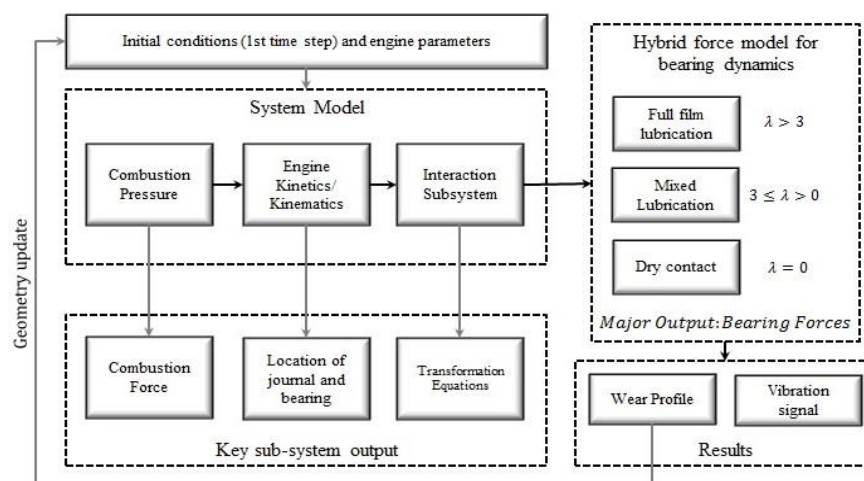 Initial conditions (1st time step) and engine parameters
System Model
Combustion
Pressure
Engine
Kinetics/
Kinematics
Interaction
Subsystem
Combustion
Force
Location of
journal and
bearing
Transformation
Equations
Key sub-system output
Geometry update
Hybrid force model for
bearing dynamics
Full film
lubrication
λ > 3
Mixed
Lubrication
3 ≤ λ > 0
Dry contact
λ = 0
Major Output: Bearing Forces
Wear Profile
Vibration
signal
Results